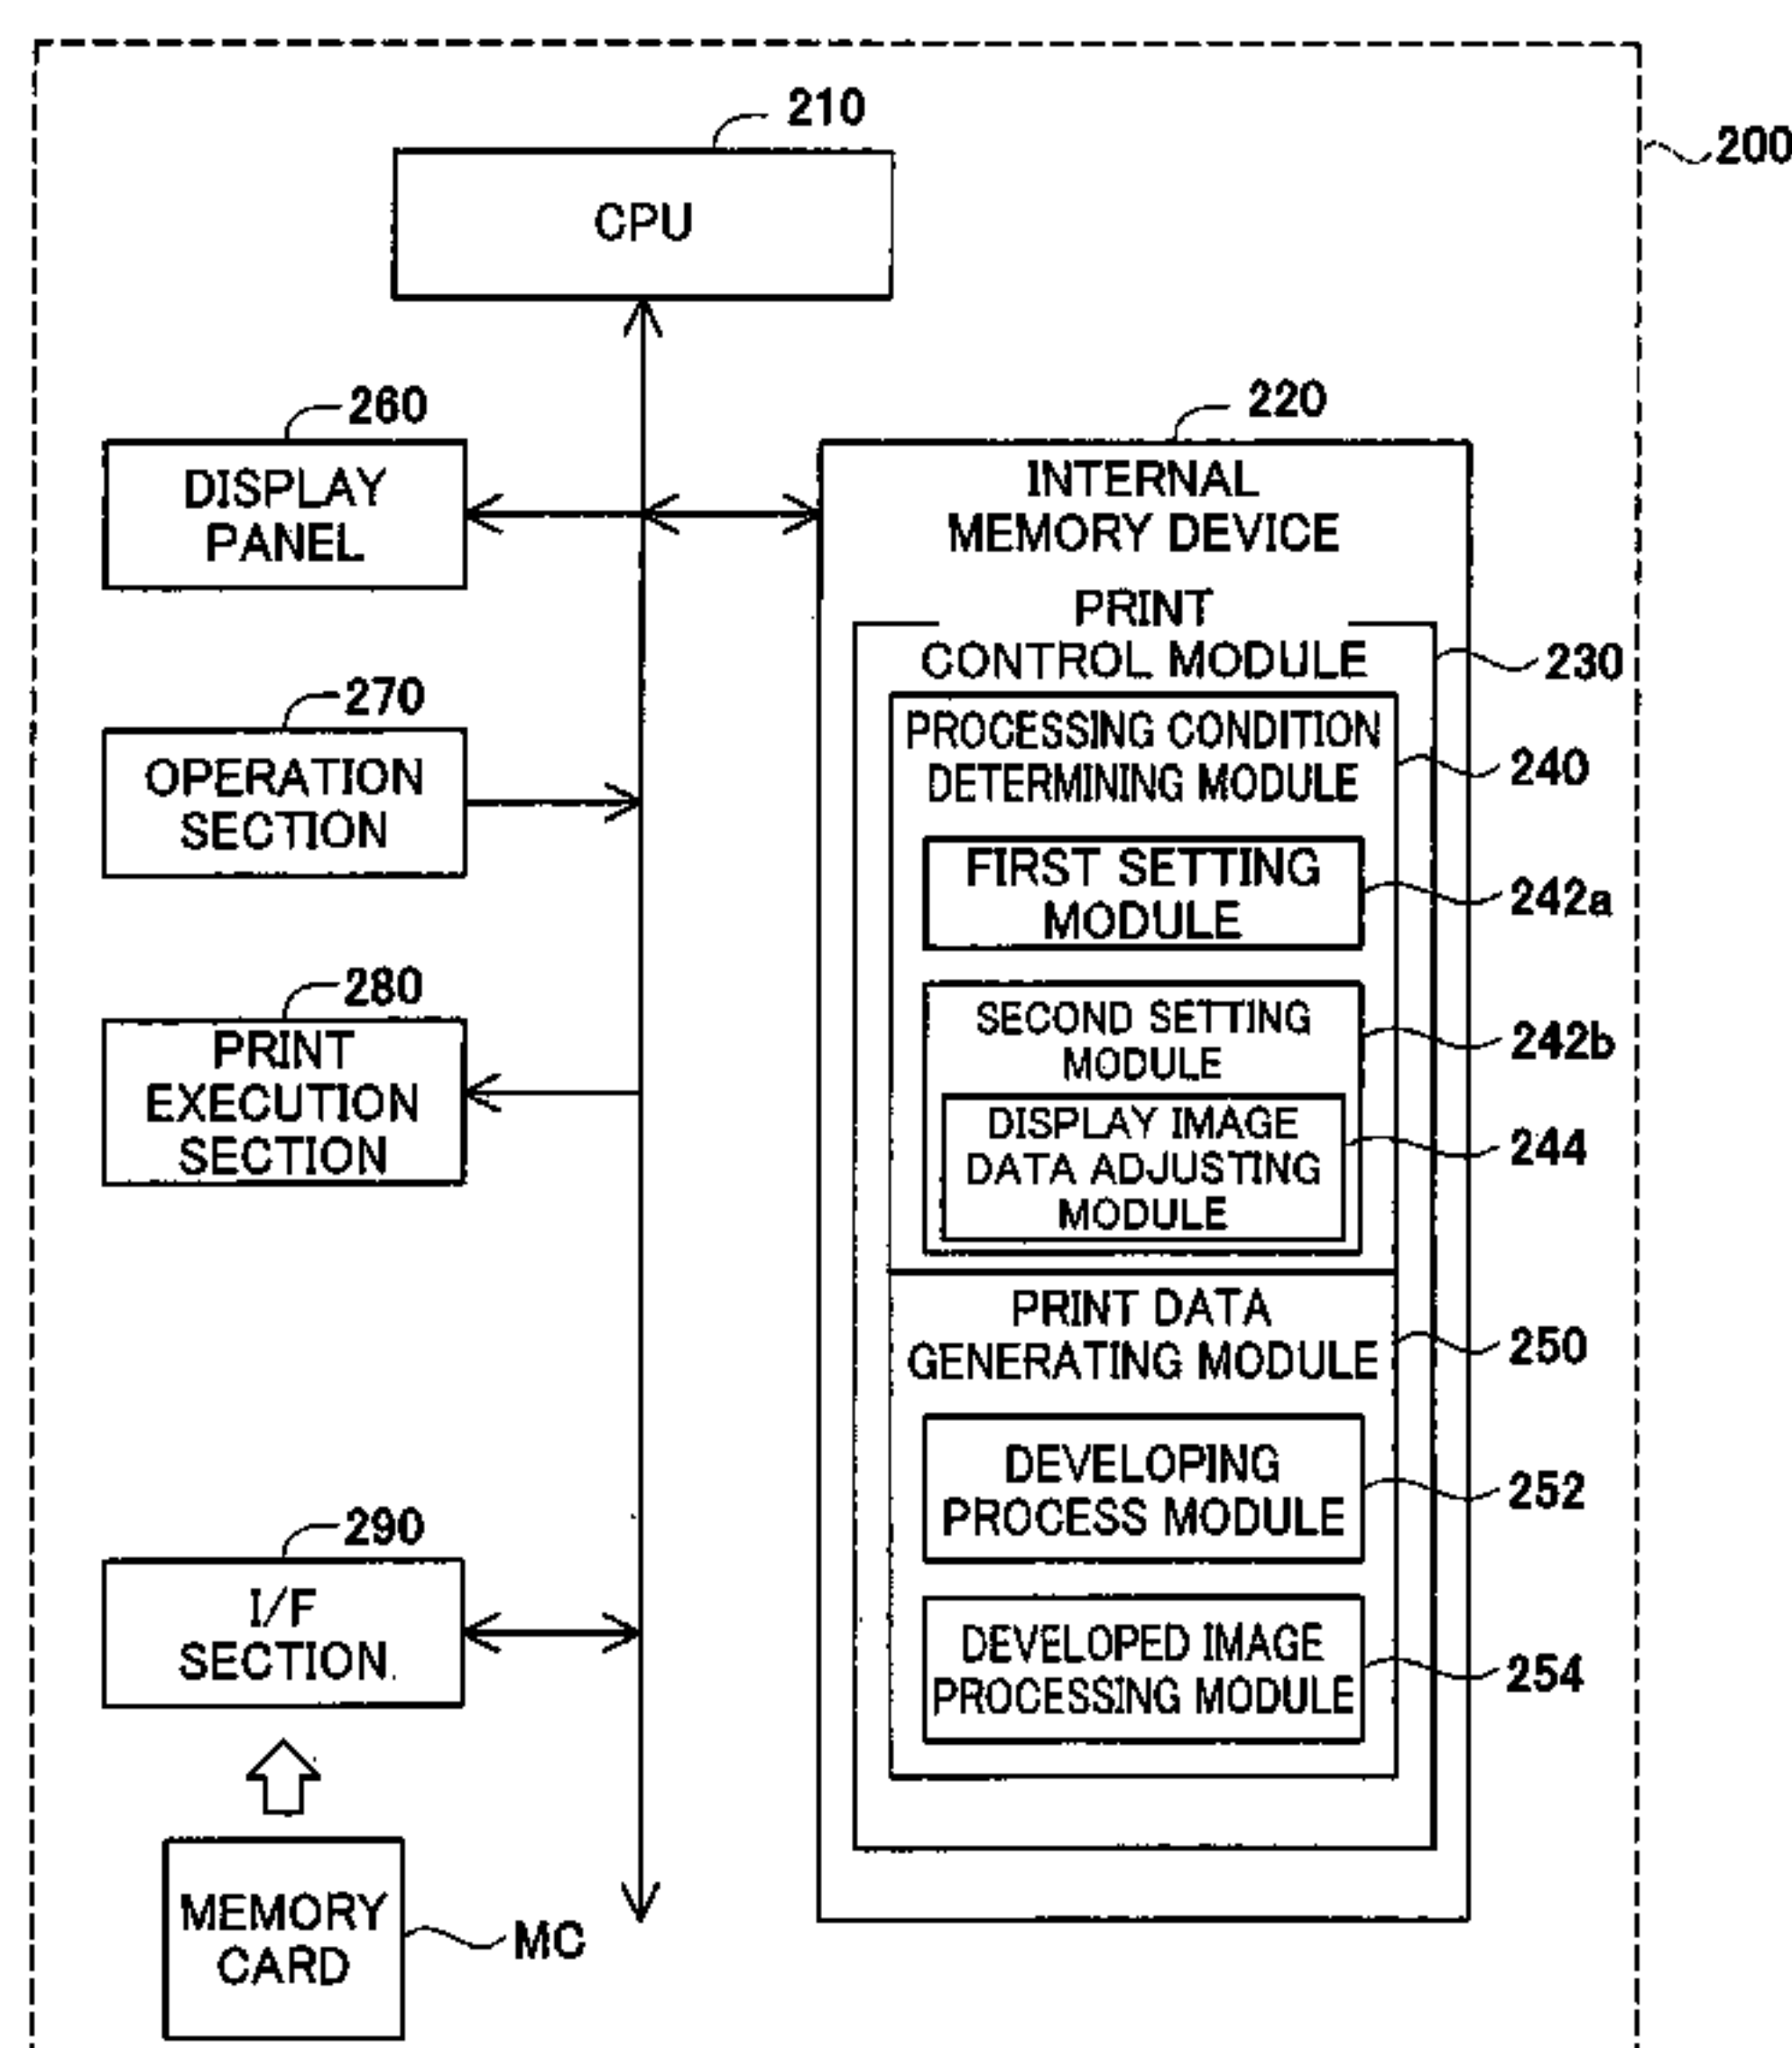 210
200
CPU
260
DISPLAY
PANEL
220
INTERNAL
MEMORY DEVICE
PRINT
CONTROL MODULE
230
270
OPERATION
SECTION
PROCESSING CONDITION
DETERMINING MODULE
240
FIRST SETTING
MODULE
242a
280
PRINT
EXECUTION
SECTION
SECOND SETTING
MODULE
242b
DISPLAY IMAGE
DATA ADJUSTING
MODULE
244
PRINT DATA
GENERATING MODULE
250
DEVELOPING
PROCESS MODULE
252
290
I/F
SECTION
DEVELOPED IMAGE
PROCESSING MODULE
254
MEMORY
CARD
MC